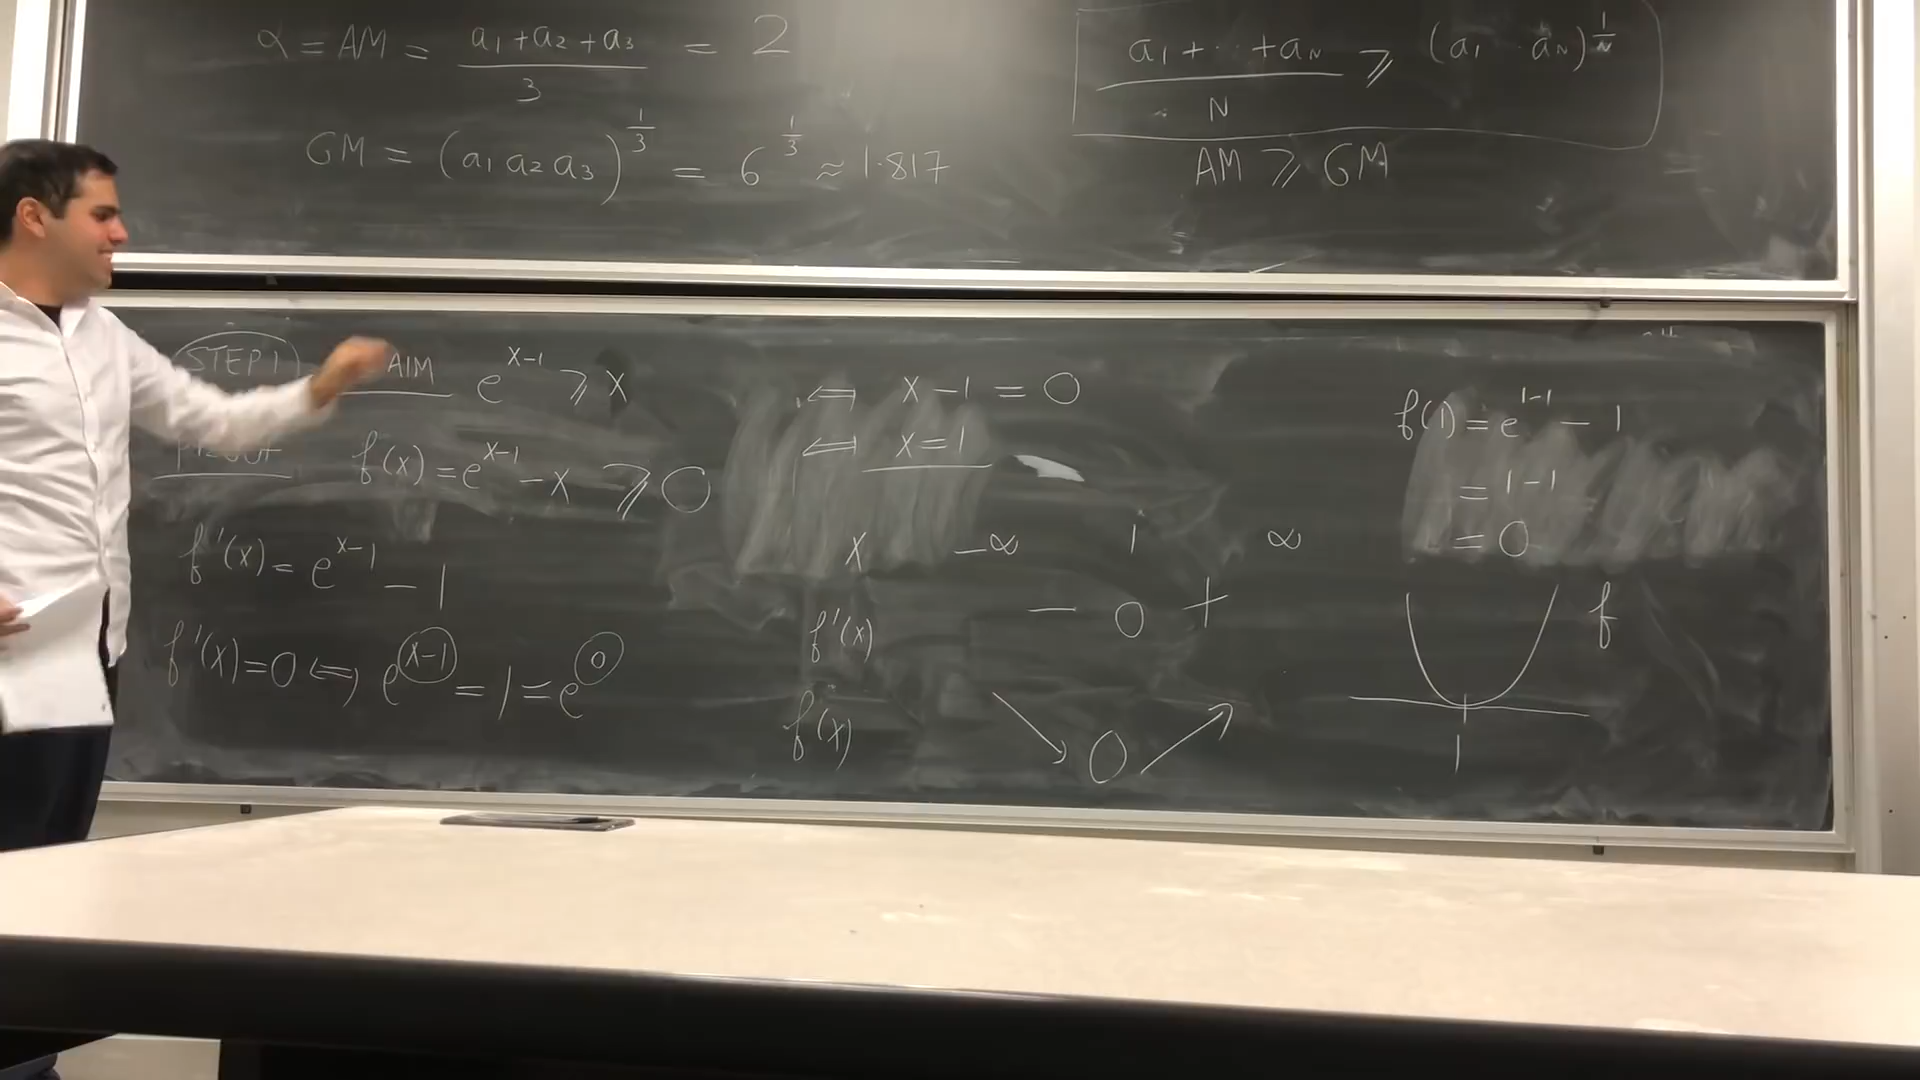 α = AM = (a₁+a₂+a₃)/3 = 2
GM = (a₁ a₂ a₃)^(1/3) = 6^(1/3) ≈ 1.817
(a₁+⋯+aₙ)/N ⩾ (a₁ aₙ)^(1/N)
AM ⩾ GM
STEP 1 AIM e^(x-1) ⩾ x
f(x) = e^(x-1) - x ⩾ 0
f'(x) = e^(x-1) - 1
f'(x) = 0 ⟺ e^(x-1) = 1 = e^0
⟸ x - 1 = 0
⟸ x = 1
x -∞ 1 ∞
f'(x) - 0 + 
f(x) ↘ 0 ↗
f(1) = e^(1-1) - 1
= 1-1
= 0
f
1